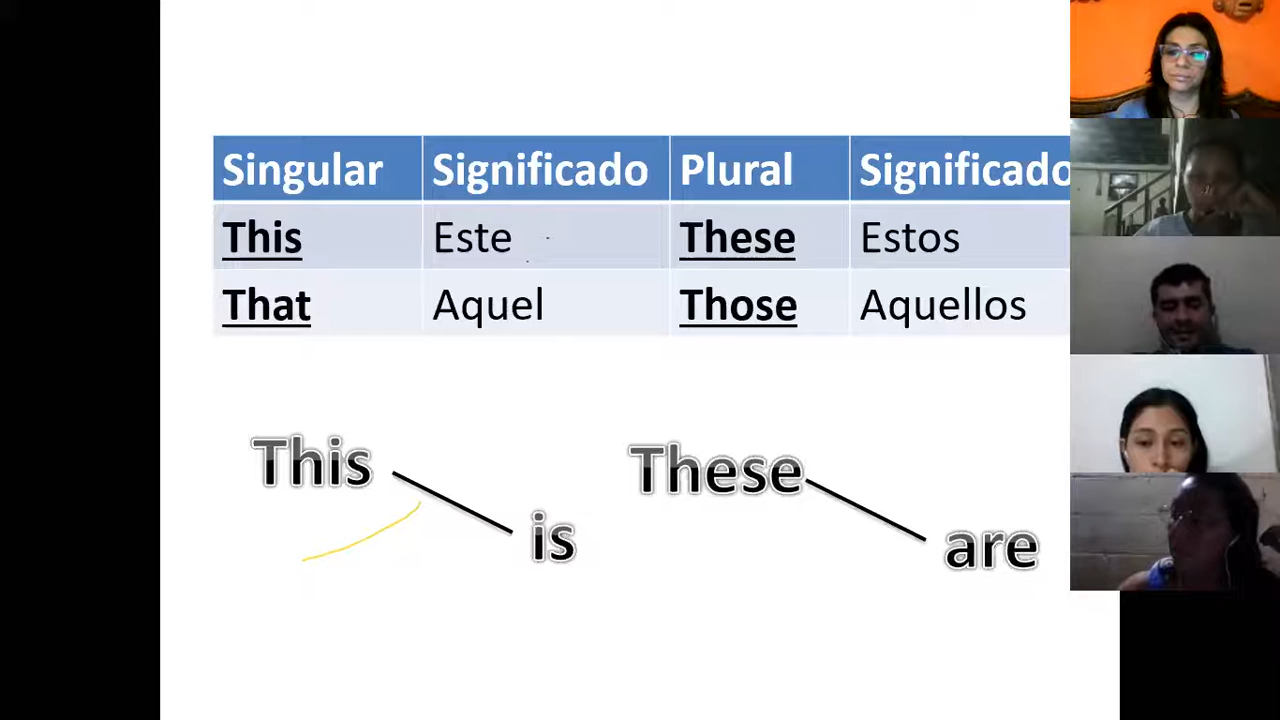 Singular Significado Plural Significado
This Este These Estos
That Aquel Those Aquellos
This These
is are